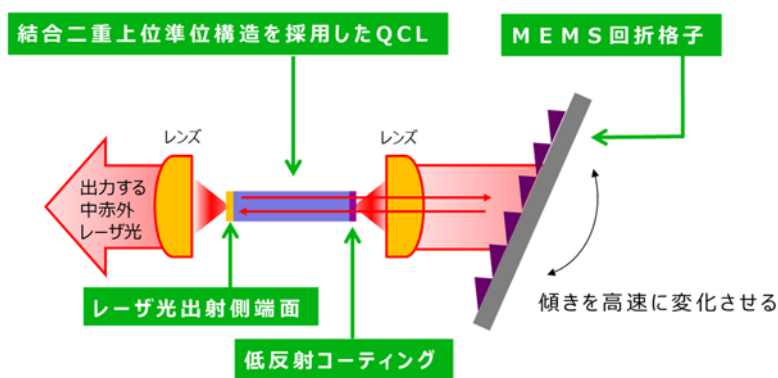 結合二重上位準位構造を採用したQCL
MEMS回折格子
レンズ
レンズ
出力する
中赤外
レーザ光
傾きを高速に変化させる
レーザ光出射側端面
低反射コーティング